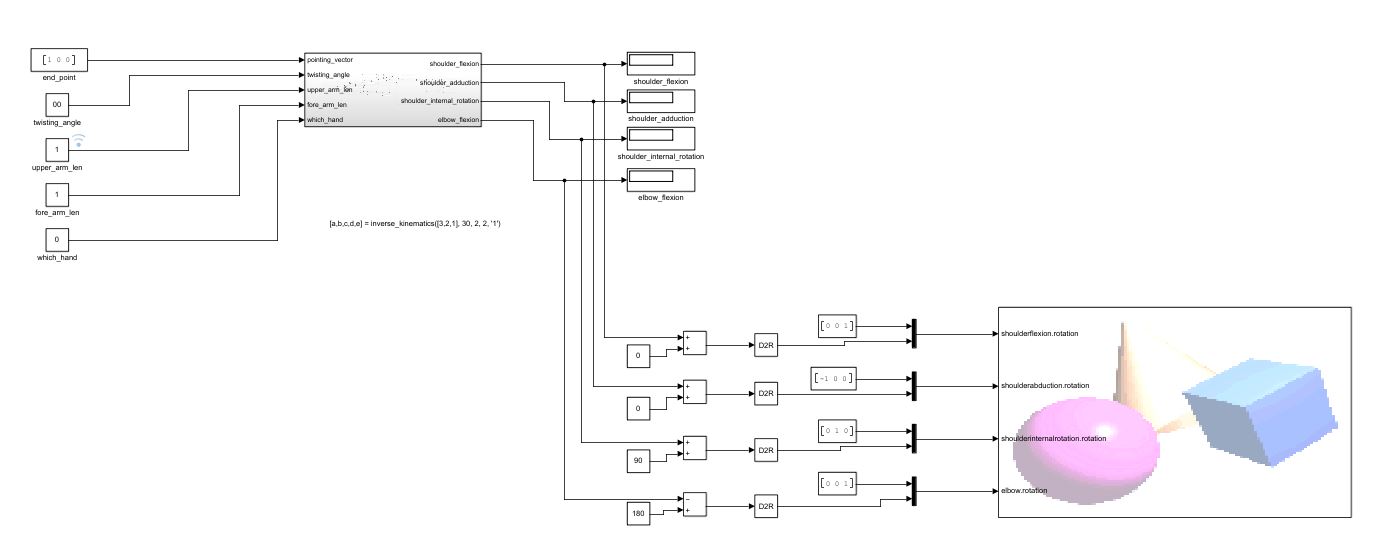 [1 0 0]
end_point
00
twisting_angle
1
upper_arm_len
1
fore_arm_len
0
which_hand
pointing_vector
twisting_angle
upper_arm_len
fore_arm_len
which_hand
shoulder_flexion
shoulder_adduction
shoulder_internal_rotation
elbow_flexion
shoulder_flexion
shoulder_adduction
shoulder_internal_rotation
elbow_flexion
[a,b,c,d,e] = inverse_kinematics([3,2,1], 30, 2, 2, '1')
0
+
+
D2R
[0 0 1]
0
+
+
D2R
[-1 0 0]
90
+
+
D2R
[0 1 0]
180
−
+
D2R
[0 0 1]
shoulderflexion.rotation
shoulderabduction.rotation
shoulderinternalrotation.rotation
elbow.rotation